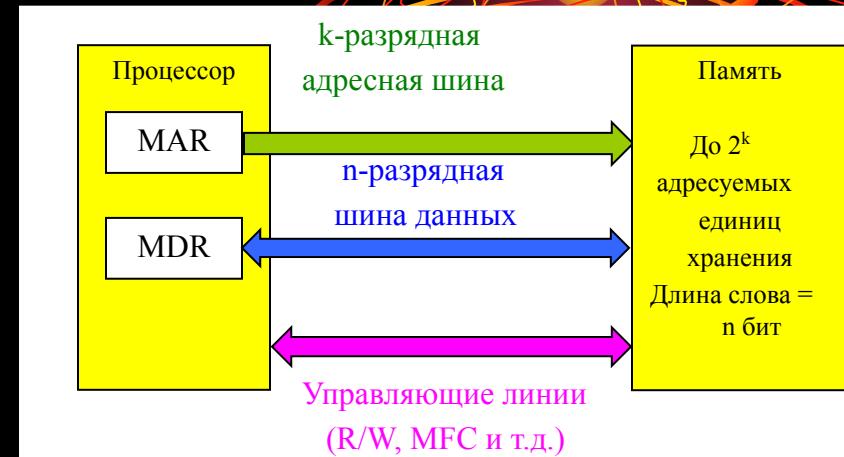 k-разрядная
адресная шина
Процессор
MAR
MDR
n-разрядная
шина данных
Управляющие линии
(R/W, MFC и т.д.)
Память
До 2ᵏ
адресуемых
единиц
хранения
Длина слова =
n бит